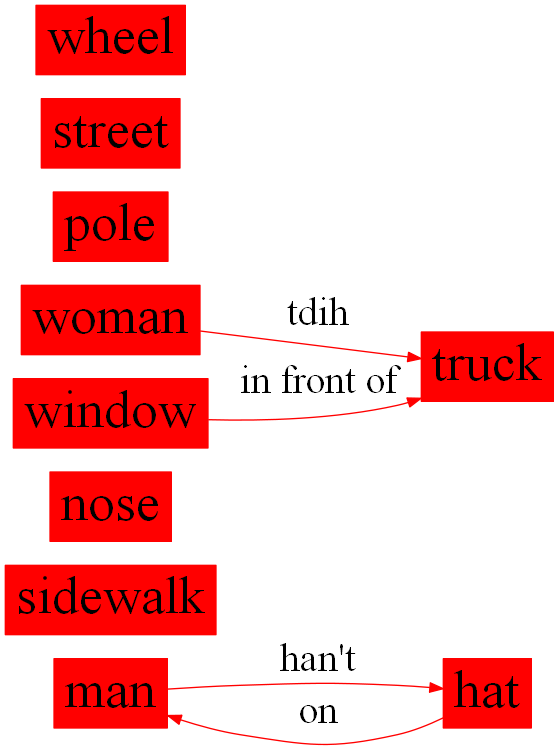 wheel
street
pole
woman
tdih
truck
window
in front of
nose
sidewalk
man
han't
hat
on